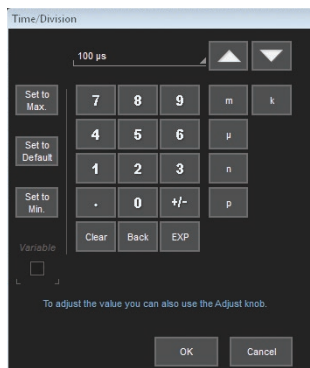 Time/Division
100 µs
Set to
Max.
7 8 9 m k
Set to
Default
4 5 6 µ
1 2 3 n
Set to
Min.
. 0 +/- p
Clear Back EXP
Variable
To adjust the value you can also use the Adjust knob.
OK Cancel